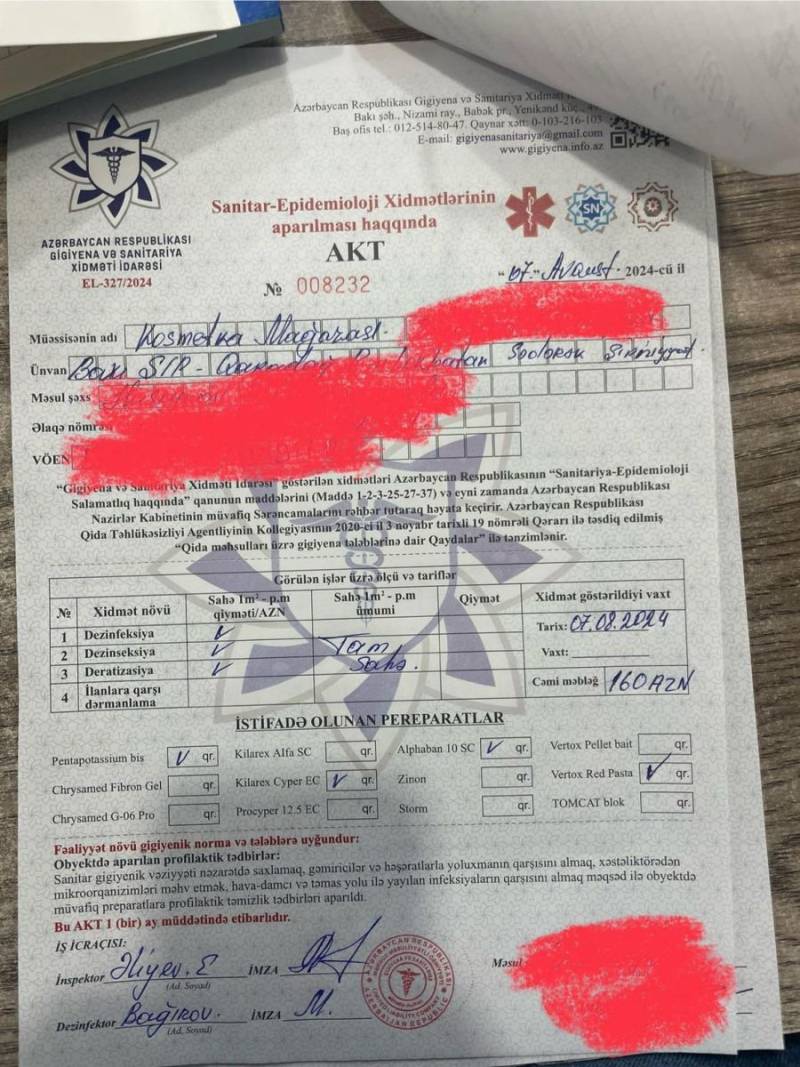 Azərbaycan Respublikası Gigiyena və Sanitariya Xidməti
Bakı şəh., Nizami ray., Babək pr., Yenikənd küç.,
Baş ofis tel.: 012-514-80-47. Qaynar xətt: 0-103-216-103
E-mail: gigiyenasanitariya@gmail.com
www.gigiyena.info.az
AZƏRBAYCAN RESPUBLİKASI
GİGİYENA VƏ SANİTARİYA
XİDMƏTİ İDARƏSİ
EL-327/2024
Sanitar-Epidemioloji Xidmətlərinin
aparılması haqqında
AKT
SN
№ 008232
"07." Avqust. 2024-cü il
Müəssisənin adı Kosmetka Mağazası.
Ünvan Bakı ŞƏR - Qaradağ
Məsul şəxs
Əlaqə nömrəsi
VÖEN
"Gigiyena və Sanitariya Xidməti İdarəsi" göstərilən xidmətləri Azərbaycan Respublikasının "Sanitariya-Epidemioloji
Salamatlıq haqqında" qanunun maddələrini (Maddə 1-2-3-25-27-37) və eyni zamanda Azərbaycan Respublikası
Nazirlər Kabinetinin müvafiq Sərəncamalarını rəhbər tutaraq həyata keçirir. Azərbaycan Respublikası
Qida Təhlükəsizliyi Agentliyinin Kollegiyasının 2020-ci il 3 noyabr tarixli 19 nömrəli Qərarı ilə təsdiq edilmiş
"Qida məhsulları üzrə gigiyena tələblərinə dair Qaydalar" ilə tənzimlənir.
Görülən işlər üzrə ölçü və tariflər
№ Xidmət növü Sahə 1m² - p.m qiyməti/AZN Sahə 1m² - p.m ümumi Qiymət Xidmət göstərildiyi vaxt
1 Dezinfeksiya ✓ Tarix: 07.08.2024
2 Dezinseksiya ✓ Tam Vaxt:
3 Deratizasiya ✓ Sahə. Cəmi məbləğ 160 AZN
4 İlanlara qarşı dərmanlama
İSTİFADƏ OLUNAN PEREPARATLAR
Pentapotassium bis ✓ qr. Kilarex Alfa SC qr. Alphaban 10 SC ✓ qr. Vertox Pellet bait qr.
Chrysamed Fibron Gel qr. Kilarex Cyper EC ✓ qr. Zinon qr. Vertox Red Pasta ✓ qr.
Chrysamed G-06 Pro qr. Procyper 12.5 EC qr. Storm qr. TOMCAT blok qr.
Fəaliyyət növü gigiyenik norma və tələblərə uyğundur:
Obyektdə aparılan profilaktik tədbirlər:
Sanitar gigiyenik vəziyyəti nəzarətdə saxlamaq, gəmiricilər və həşəratlarla yoluxmanın qarşısını almaq, xəstəliktörədən
mikroorqanizmləri məhv etmək, hava-damcı və təmas yolu ilə yayılan infeksiyaların qarşısını almaq məqsəd ilə obyektdə
müvafiq preparatlara profilaktik təmizlik tədbirləri aparıldı.
Bu AKT 1 (bir) ay müddətində etibarlıdır.
İŞ İCRAÇISI:
İnspektor Əliyev. E İMZA
(Ad. Soyad)
Məsul
Dezinfektor Bağırov. İMZA
(Ad. Soyad)